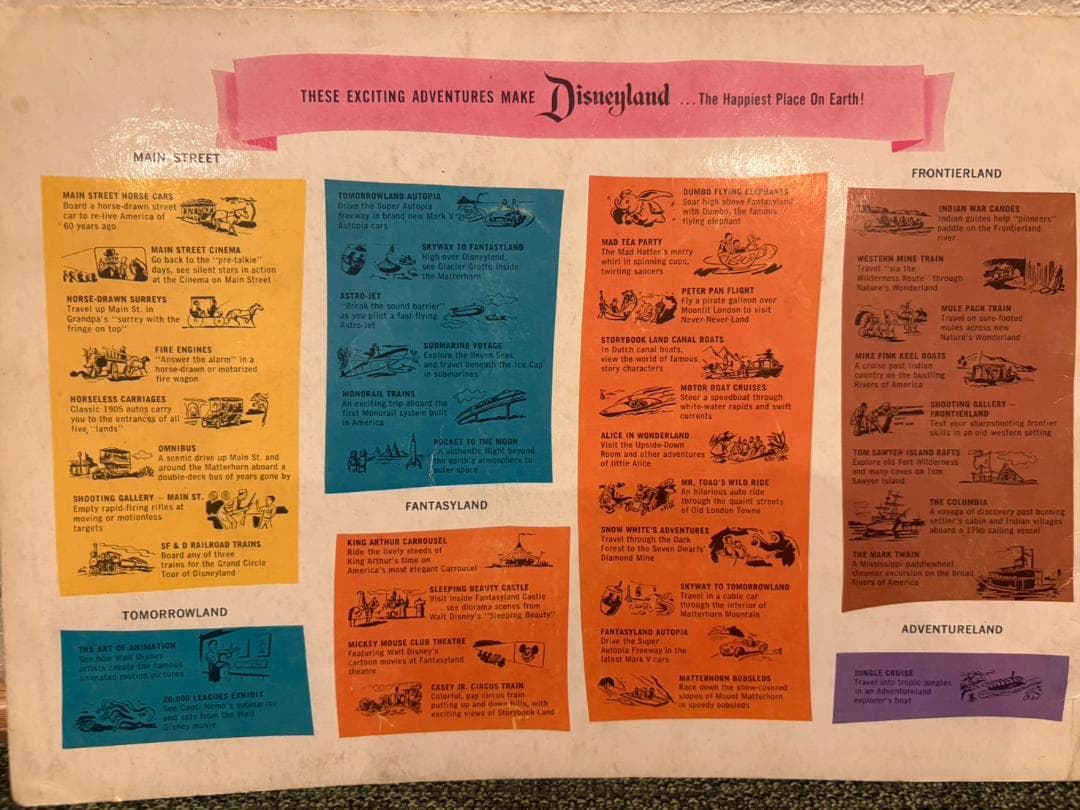 THESE EXCITING ADVENTURES MAKE Disneyland ...The Happiest Place On Earth!
MAIN STREET
MAIN STREET HORSE CARS
Board a horse-drawn street
car to re-live America of
60 years ago
MAIN STREET CINEMA
Go back to the "pre-talkie"
days, see silent stars in action
at the Cinema on Main Street
HORSE-DRAWN SURREYS
Travel up Main St. in
Grandpa's "surrey with the
fringe on top"
FIRE ENGINES
"Answer the alarm" in a
horse-drawn or motorized
fire wagon
HORSELESS CARRIAGES
Classic 1905 autos carry
you to the entrances of all
five "lands"
OMNIBUS
A scenic drive up Main St. and
around the Matterhorn aboard a
double-deck bus of years gone by
SHOOTING GALLERY — MAIN ST.
Empty rapid-firing rifles at
moving or motionless
targets
SF & D RAILROAD TRAINS
Board any of three
trains for the Grand Circle
Tour of Disneyland
TOMORROWLAND
THE ART OF ANIMATION
See how Walt Disney
artists create the famous
animated motion pictures
20,000 LEAGUES EXHIBIT
See Capt. Nemo's submarine
and sets from the Walt
Disney movie
TOMORROWLAND AUTOPIA
Drive the Super Autopia
freeway in brand new Mark V
Autopia cars
SKYWAY TO FANTASYLAND
High over Disneyland,
see Glacier Grotto inside
the Matterhorn
ASTRO-JET
"Break the sound barrier"
as you pilot a fast-flying
Astro-Jet
SUBMARINE VOYAGE
Explore the Seven Seas
and travel beneath the Ice Cap
in submarines
MONORAIL TRAINS
An exciting trip aboard the
first Monorail system built
in America
ROCKET TO THE MOON
An authentic flight beyond
the earth's atmosphere to
outer space
FANTASYLAND
KING ARTHUR CARROUSEL
Ride the lively steeds of
King Arthur's time on
America's most elegant Carrousel
SLEEPING BEAUTY CASTLE
Visit inside Fantasyland Castle
... see diorama scenes from
Walt Disney's "Sleeping Beauty"
MICKEY MOUSE CLUB THEATRE
Featuring Walt Disney's
cartoon movies at Fantasyland
theatre
CASEY JR. CIRCUS TRAIN
Colorful, gay circus train
puffing up and down hills, with
exciting views of Storybook Land
DUMBO FLYING ELEPHANTS
Soar high above Fantasyland
with Dumbo, the famous
flying elephant
MAD TEA PARTY
The Mad Hatter's merry
whirl in spinning cups,
twirling saucers
PETER PAN FLIGHT
Fly a pirate galleon over
Moonlit London to visit
Never-Never-Land
STORYBOOK LAND CANAL BOATS
In Dutch canal boats,
view the world of famous
story characters
MOTOR BOAT CRUISES
Steer a speedboat through
white-water rapids and swift
currents
ALICE IN WONDERLAND
Visit the Upside-Down
Room and other adventures
of little Alice
MR. TOAD'S WILD RIDE
An hilarious auto ride
through the quaint streets
of Old London Towne
SNOW WHITE'S ADVENTURES
Travel through the Dark
Forest to the Seven Dwarfs'
Diamond Mine
SKYWAY TO TOMORROWLAND
Travel in a cable car
through the interior of
Matterhorn Mountain
FANTASYLAND AUTOPIA
Drive the Super
Autopia Freeway in the
latest Mark V cars
MATTERHORN BOBSLEDS
Race down the snow-covered
slopes of Mount Matterhorn
in speedy bobsleds
FRONTIERLAND
INDIAN WAR CANOES
Indian guides help "pioneers"
paddle on the Frontierland
river
WESTERN MINE TRAIN
Travel "via the
Wilderness Route" through
Nature's Wonderland
MULE PACK TRAIN
Travel on sure-footed
mules across new
Nature's Wonderland
MIKE FINK KEEL BOATS
A cruise past Indian
country on the bustling
Rivers of America
SHOOTING GALLERY —
FRONTIERLAND
Test your sharpshooting frontier
skills in an old western setting
TOM SAWYER ISLAND RAFTS
Explore old Fort Wilderness
and many caves on Tom
Sawyer Island
THE COLUMBIA
A voyage of discovery past burning
settler's cabin and Indian villages
aboard a 1790 sailing vessel
THE MARK TWAIN
A Mississippi paddlewheel
steamer excursion on the broad
Rivers of America
ADVENTURELAND
JUNGLE CRUISE
Travel into tropic jungles
in an Adventureland
explorer's boat